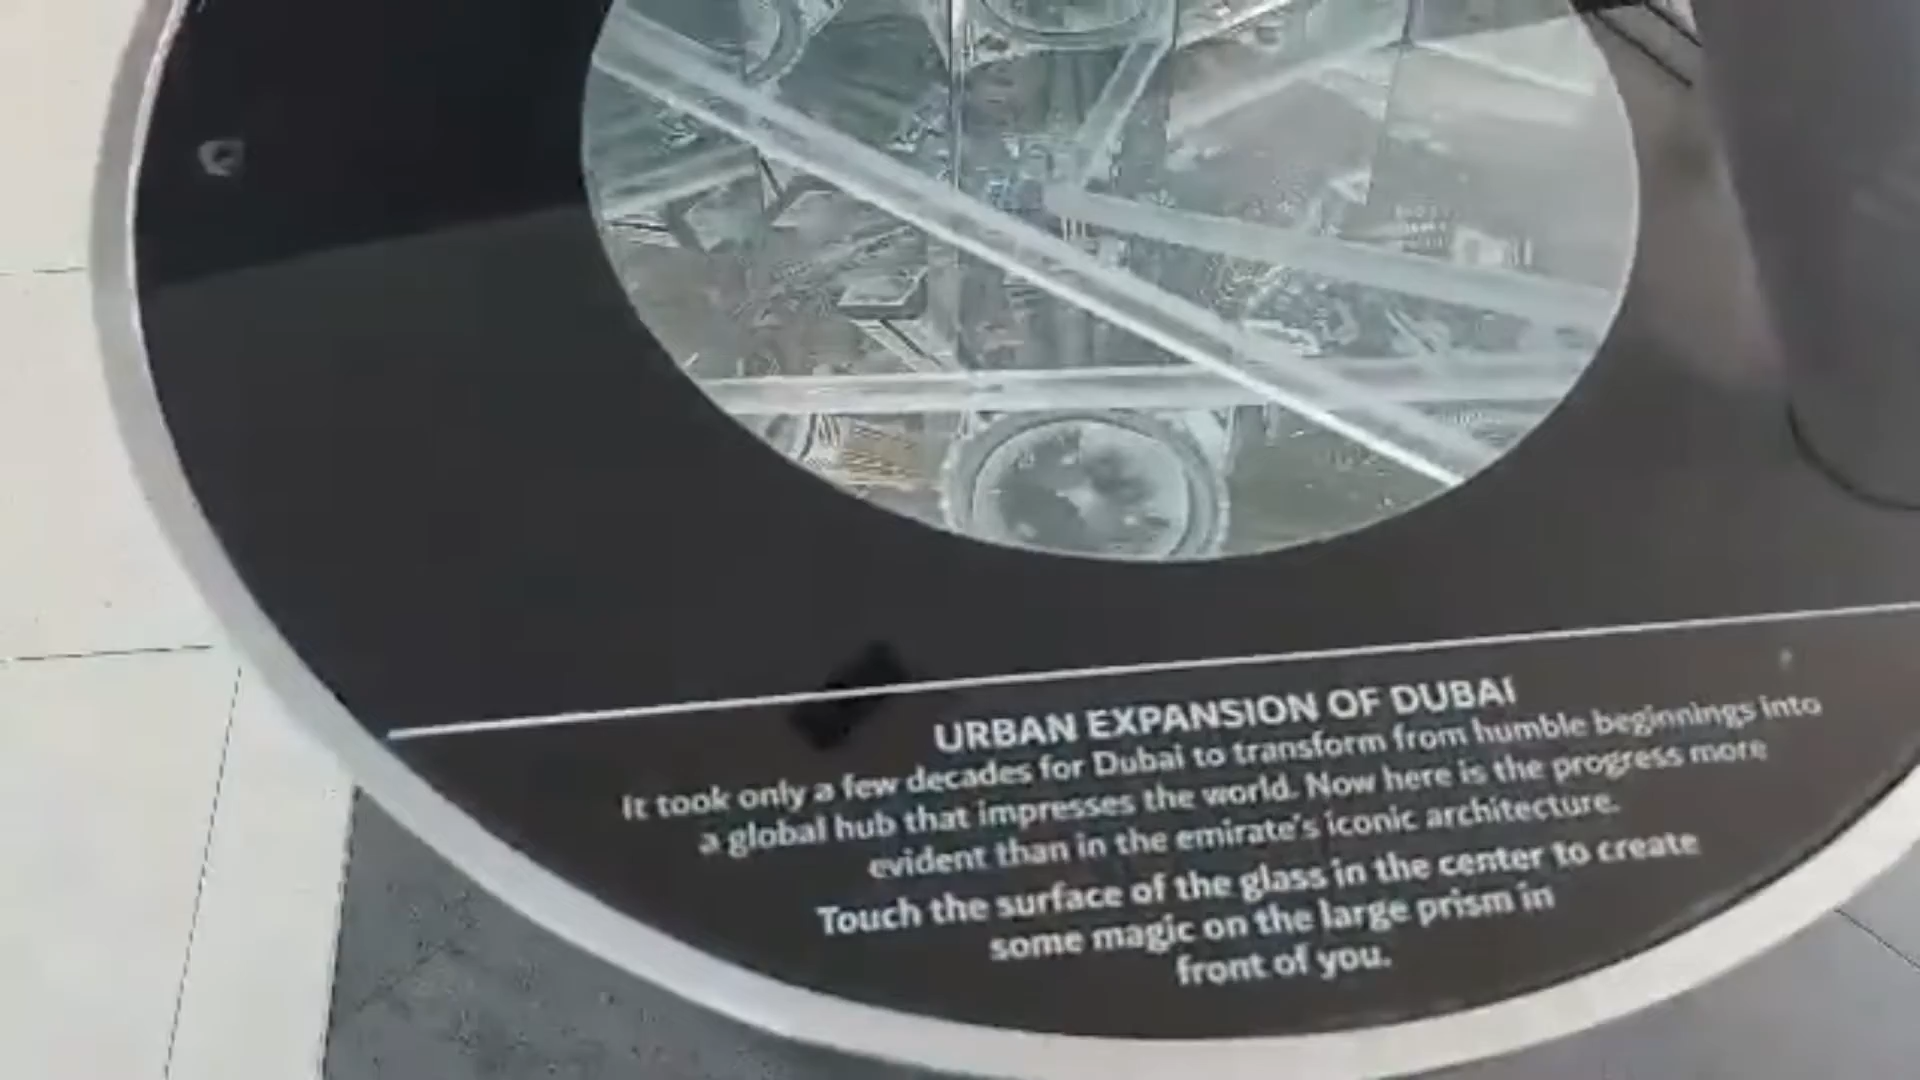 URBAN EXPANSION OF DUBAI
It took only a few decades for Dubai to transform from humble beginnings into
a global hub that impresses the world. Now here is the progress more
evident than in the emirate's iconic architecture.
Touch the surface of the glass in the center to create
some magic on the large prism in
front of you.